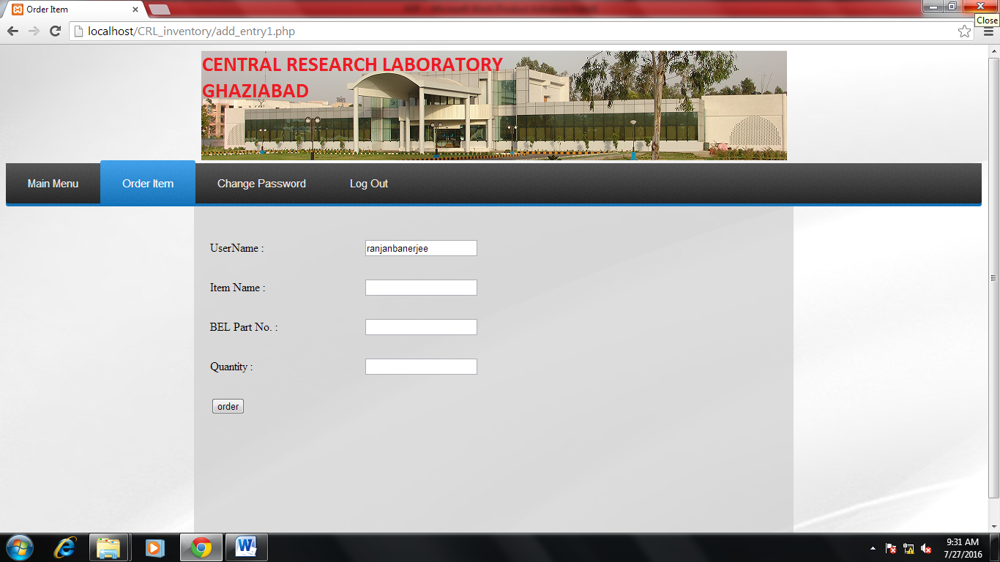 Order Item
Close
localhost/CRL_inventory/add_entry1.php
CENTRAL RESEARCH LABORATORY
GHAZIABAD
Main Menu
Order Item
Change Password
Log Out
UserName :
ranjanbanerjee
Item Name :
BEL Part No. :
Quantity :
order
9:31 AM
7/27/2016